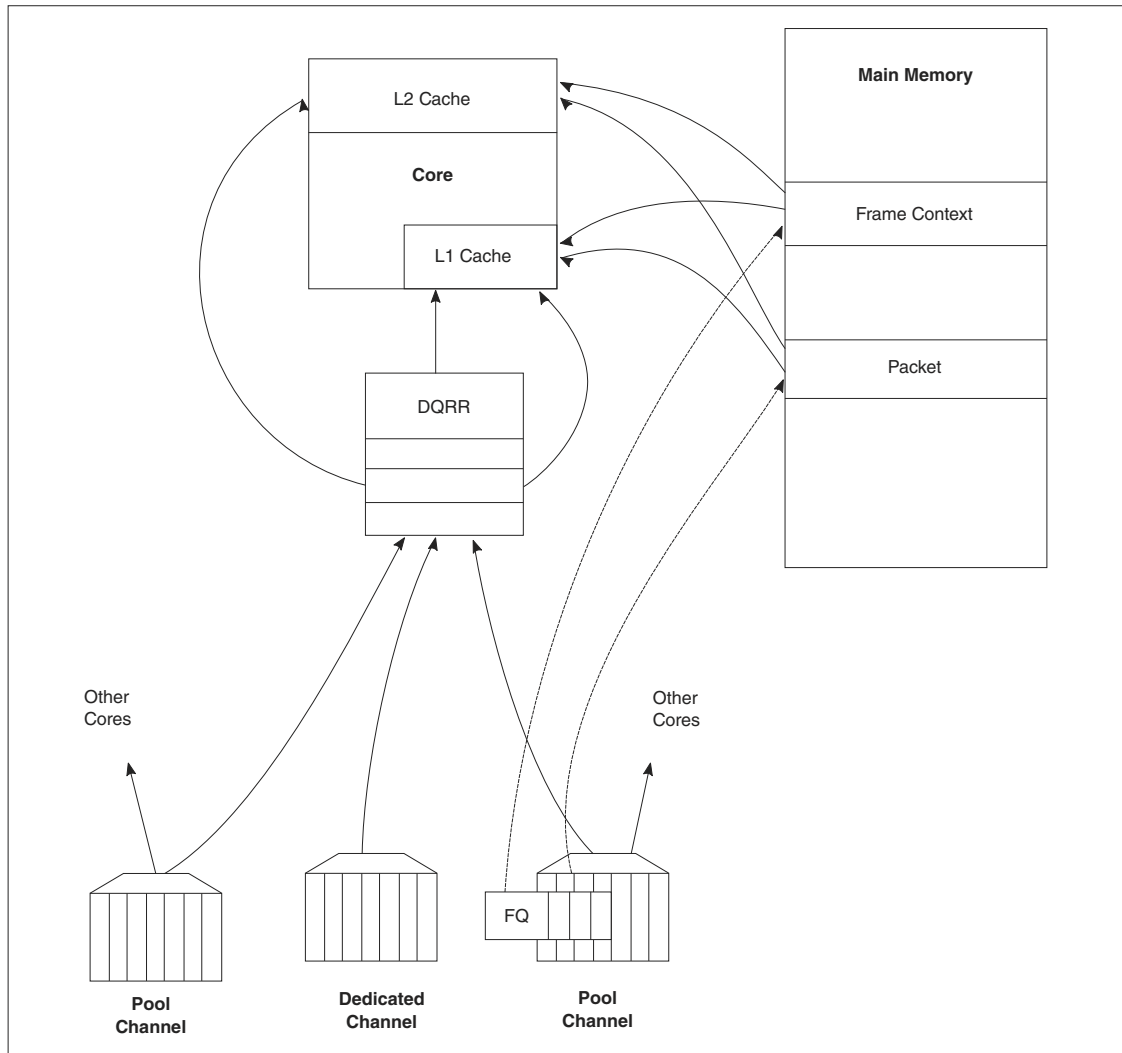 L2 Cache
Main Memory
Core
Frame Context
L1 Cache
Packet
DQRR
Other
Cores
Other
Cores
FQ
Pool
Channel
Dedicated
Channel
Pool
Channel